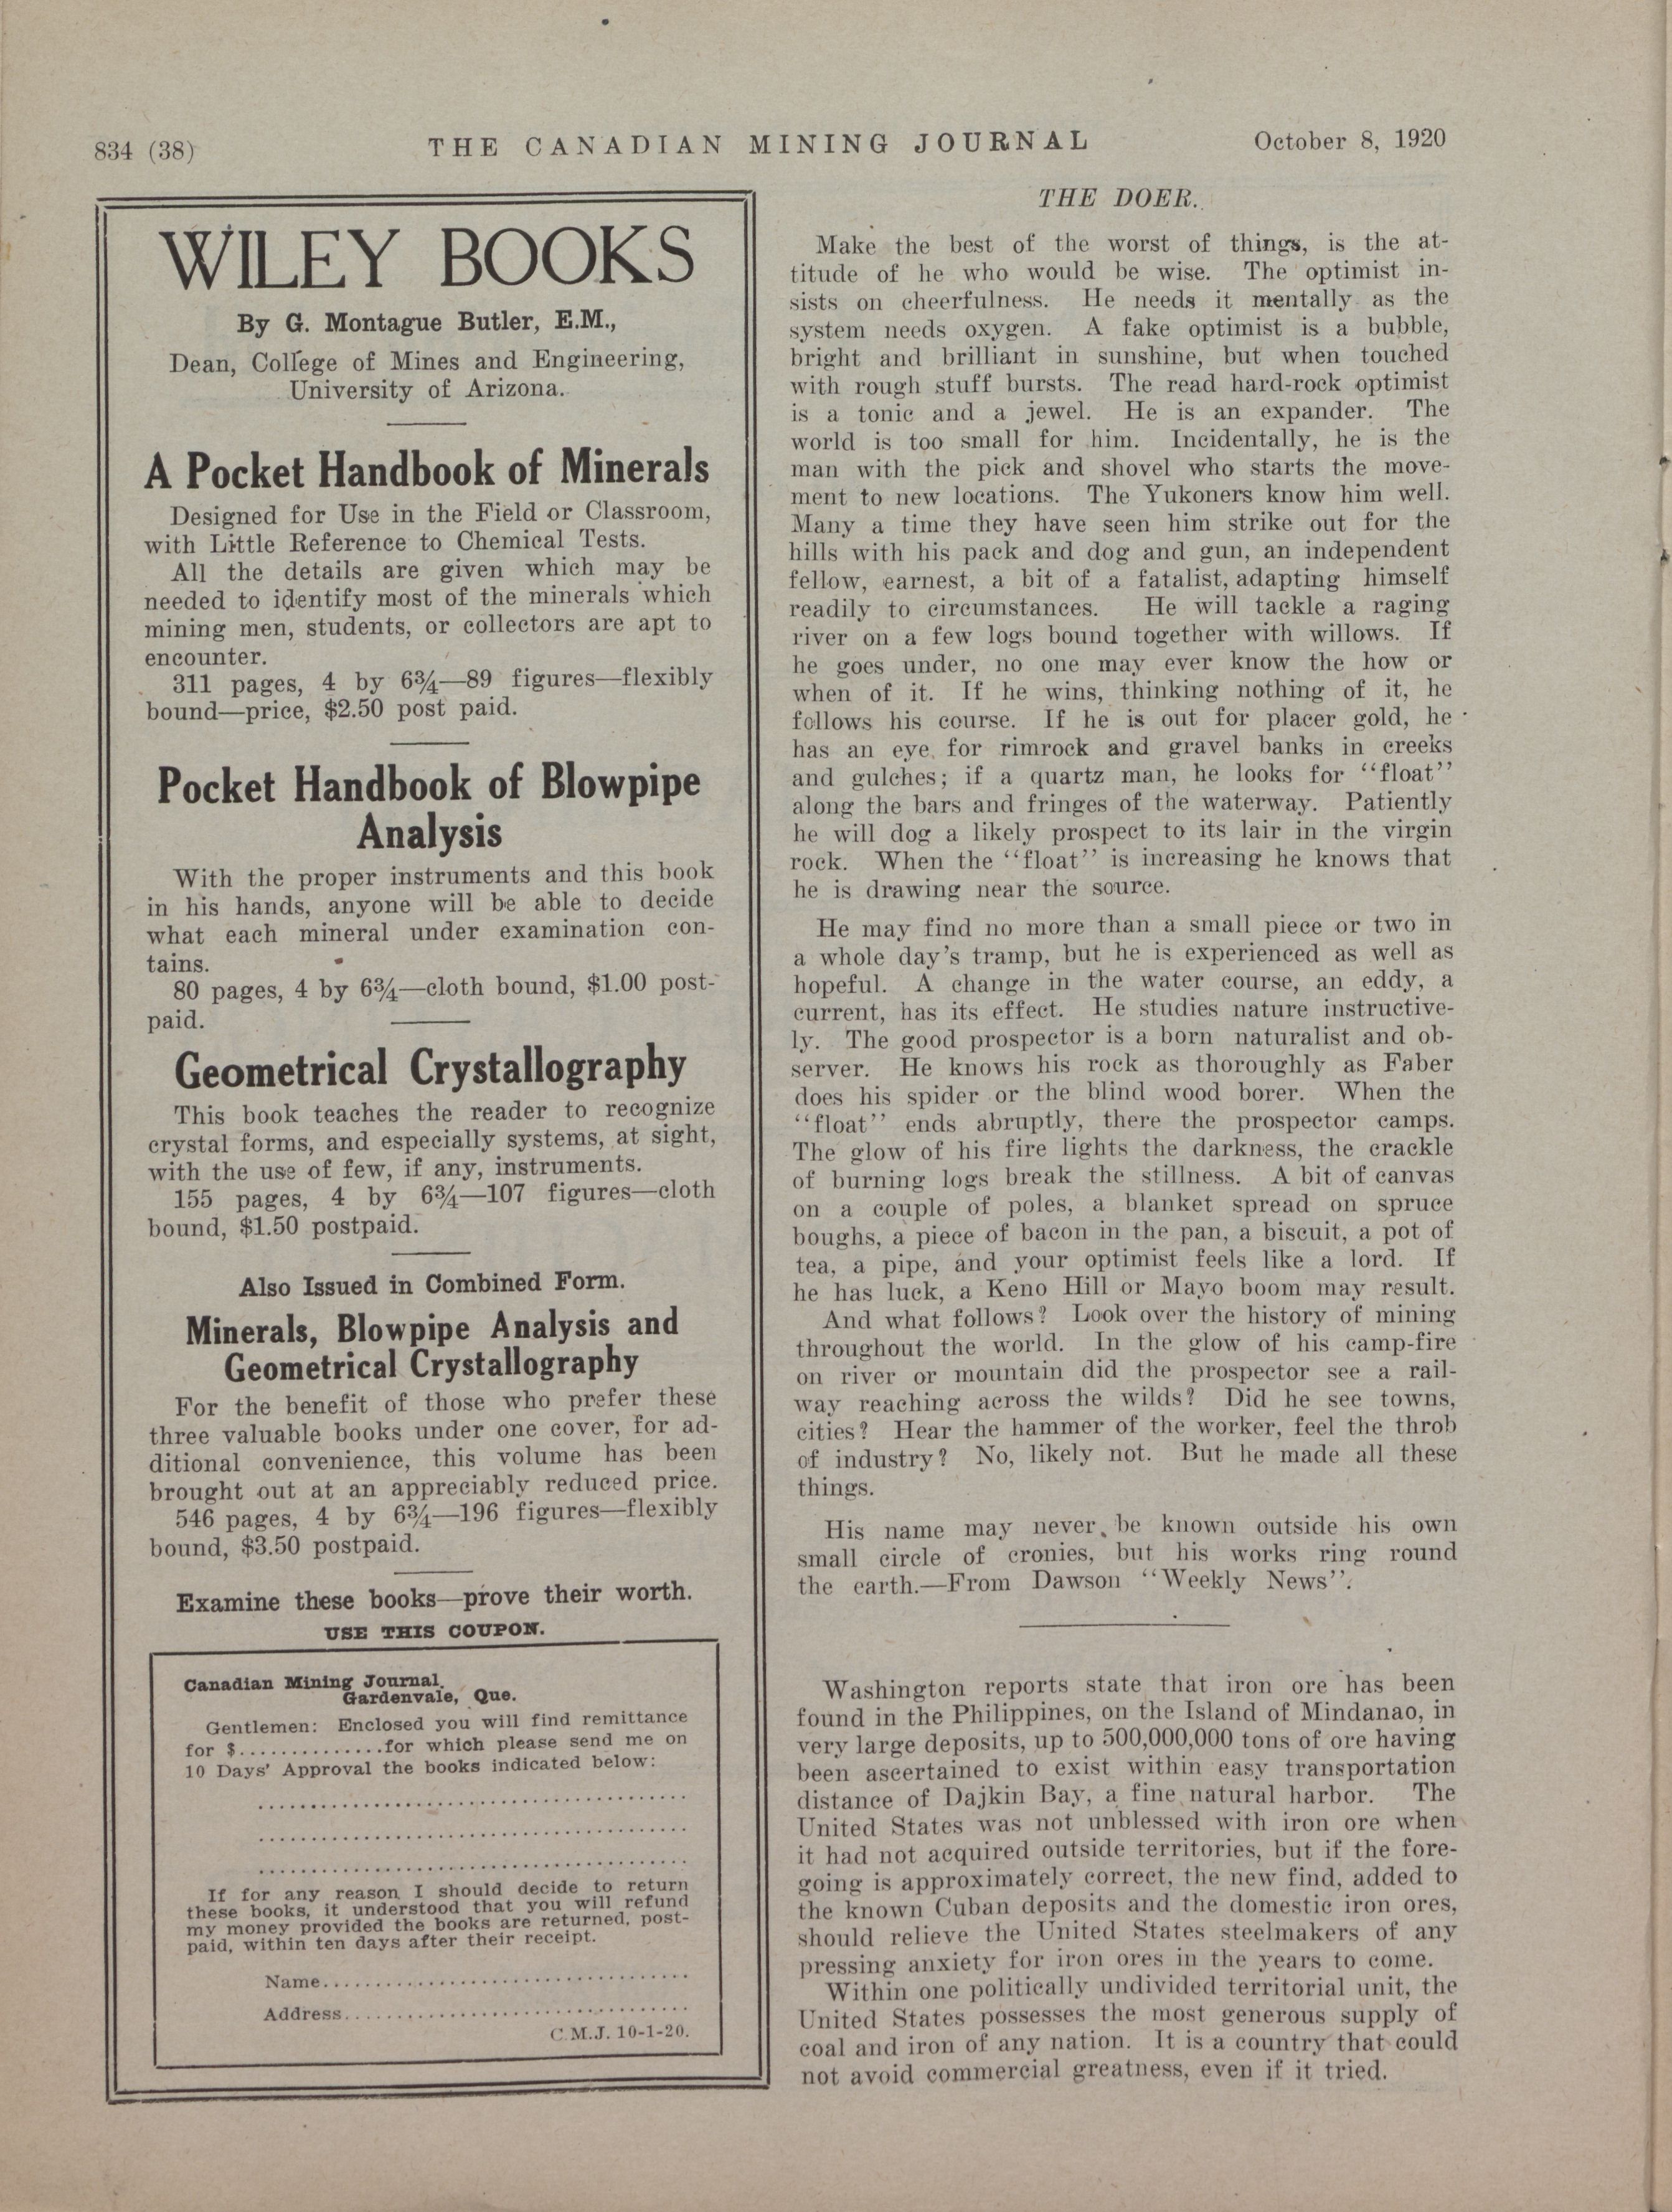 834 (38)
THE CANADIAN MINING JOURNAL
October 8, 1920
WILEY BOOKS
By G. Montague Butler, E.M.,
Dean, College of Mines and Engineering,
University of Arizona.
A Pocket Handbook of Minerals
Designed for Use in the Field or Classroom,
with Little Reference to Chemical Tests.
All the details are given which may be
needed to identify most of the minerals which
mining men, students, or collectors are apt to
encounter.
311 pages, 4 by 6¾—89 figures—flexibly
bound—price, $2.50 post paid.
Pocket Handbook of Blowpipe
Analysis
With the proper instruments and this book
in his hands, anyone will be able to decide
what each mineral under examination con-
tains.
80 pages, 4 by 6¾—cloth bound, $1.00 post-
paid.
Geometrical Crystallography
This book teaches the reader to recognize
crystal forms, and especially systems, at sight,
with the use of few, if any, instruments.
155 pages, 4 by 6¾—107 figures—cloth
bound, $1.50 postpaid.
Also Issued in Combined Form.
Minerals, Blowpipe Analysis and
Geometrical Crystallography
For the benefit of those who prefer these
three valuable books under one cover, for ad-
ditional convenience, this volume has been
brought out at an appreciably reduced price.
546 pages, 4 by 6¾—196 figures—flexibly
bound, $3.50 postpaid.
Examine these books—prove their worth.
USE THIS COUPON.
Canadian Mining Journal,
Gardenvale, Que.
Gentlemen: Enclosed you will find remittance
for $..............for which please send me on
10 Days' Approval the books indicated below:
.......................................
.......................................
.......................................
If for any reason I should decide to return
these books, it understood that you will refund
my money provided the books are returned, post-
paid, within ten days after their receipt.
Name..................................
Address................................
C.M.J. 10-1-20.
THE DOER.
Make the best of the worst of things, is the at-
titude of he who would be wise. The optimist in-
sists on cheerfulness. He needs it mentally as the
system needs oxygen. A fake optimist is a bubble,
bright and brilliant in sunshine, but when touched
with rough stuff bursts. The read hard-rock optimist
is a tonic and a jewel. He is an expander. The
world is too small for him. Incidentally, he is the
man with the pick and shovel who starts the move-
ment to new locations. The Yukoners know him well.
Many a time they have seen him strike out for the
hills with his pack and dog and gun, an independent
fellow, earnest, a bit of a fatalist, adapting himself
readily to circumstances. He will tackle a raging
river on a few logs bound together with willows. If
he goes under, no one may ever know the how or
when of it. If he wins, thinking nothing of it, he
follows his course. If he is out for placer gold, he
has an eye for rimrock and gravel banks in creeks
and gulches; if a quartz man, he looks for "float"
along the bars and fringes of the waterway. Patiently
he will dog a likely prospect to its lair in the virgin
rock. When the "float" is increasing he knows that
he is drawing near the source.
He may find no more than a small piece or two in
a whole day's tramp, but he is experienced as well as
hopeful. A change in the water course, an eddy, a
current, has its effect. He studies nature instructive-
ly. The good prospector is a born naturalist and ob-
server. He knows his rock as thoroughly as Faber
does his spider or the blind wood borer. When the
"float" ends abruptly, there the prospector camps.
The glow of his fire lights the darkness, the crackle
of burning logs break the stillness. A bit of canvas
on a couple of poles, a blanket spread on spruce
boughs, a piece of bacon in the pan, a biscuit, a pot of
tea, a pipe, and your optimist feels like a lord. If
he has luck, a Keno Hill or Mayo boom may result.
And what follows? Look over the history of mining
throughout the world. In the glow of his camp-fire
on river or mountain did the prospector see a rail-
way reaching across the wilds? Did he see towns,
cities? Hear the hammer of the worker, feel the throb
of industry? No, likely not. But he made all these
things.
His name may never be known outside his own
small circle of cronies, but his works ring round
the earth.—From Dawson "Weekly News".
Washington reports state that iron ore has been
found in the Philippines, on the Island of Mindanao, in
very large deposits, up to 500,000,000 tons of ore having
been ascertained to exist within easy transportation
distance of Dajkin Bay, a fine natural harbor. The
United States was not unblessed with iron ore when
it had not acquired outside territories, but if the fore-
going is approximately correct, the new find, added to
the known Cuban deposits and the domestic iron ores,
should relieve the United States steelmakers of any
pressing anxiety for iron ores in the years to come.
Within one politically undivided territorial unit, the
United States possesses the most generous supply of
coal and iron of any nation. It is a country that could
not avoid commercial greatness, even if it tried.